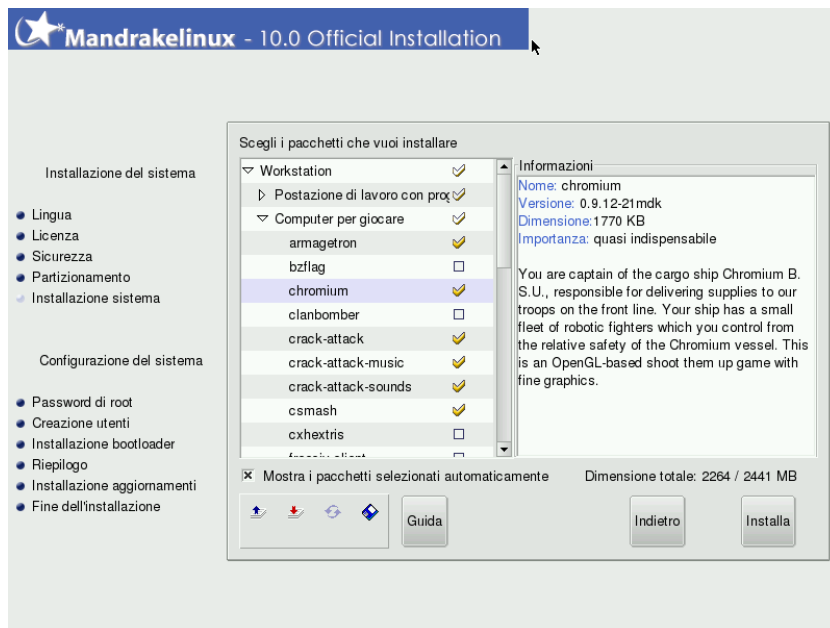 Mandrakelinux - 10.0 Official Installation
Installazione del sistema
Lingua
Licenza
Sicurezza
Partizionamento
Installazione sistema
Configurazione del sistema
Password di root
Creazione utenti
Installazione bootloader
Riepilogo
Installazione aggiornamenti
Fine dell'installazione
Scegli i pacchetti che vuoi installare
Workstation
Postazione di lavoro con prog
Computer per giocare
armagetron
bzflag
chromium
clanbomber
crack-attack
crack-attack-music
crack-attack-sounds
csmash
cxhextris
Informazioni
Nome: chromium
Versione: 0.9.12-21mdk
Dimensione:1770 KB
Importanza: quasi indispensabile
You are captain of the cargo ship Chromium B.
S.U., responsible for delivering supplies to our
troops on the front line. Your ship has a small
fleet of robotic fighters which you control from
the relative safety of the Chromium vessel. This
is an OpenGL-based shoot them up game with
fine graphics.
Mostra i pacchetti selezionati automaticamente
Dimensione totale: 2264 / 2441 MB
Guida
Indietro
Installa